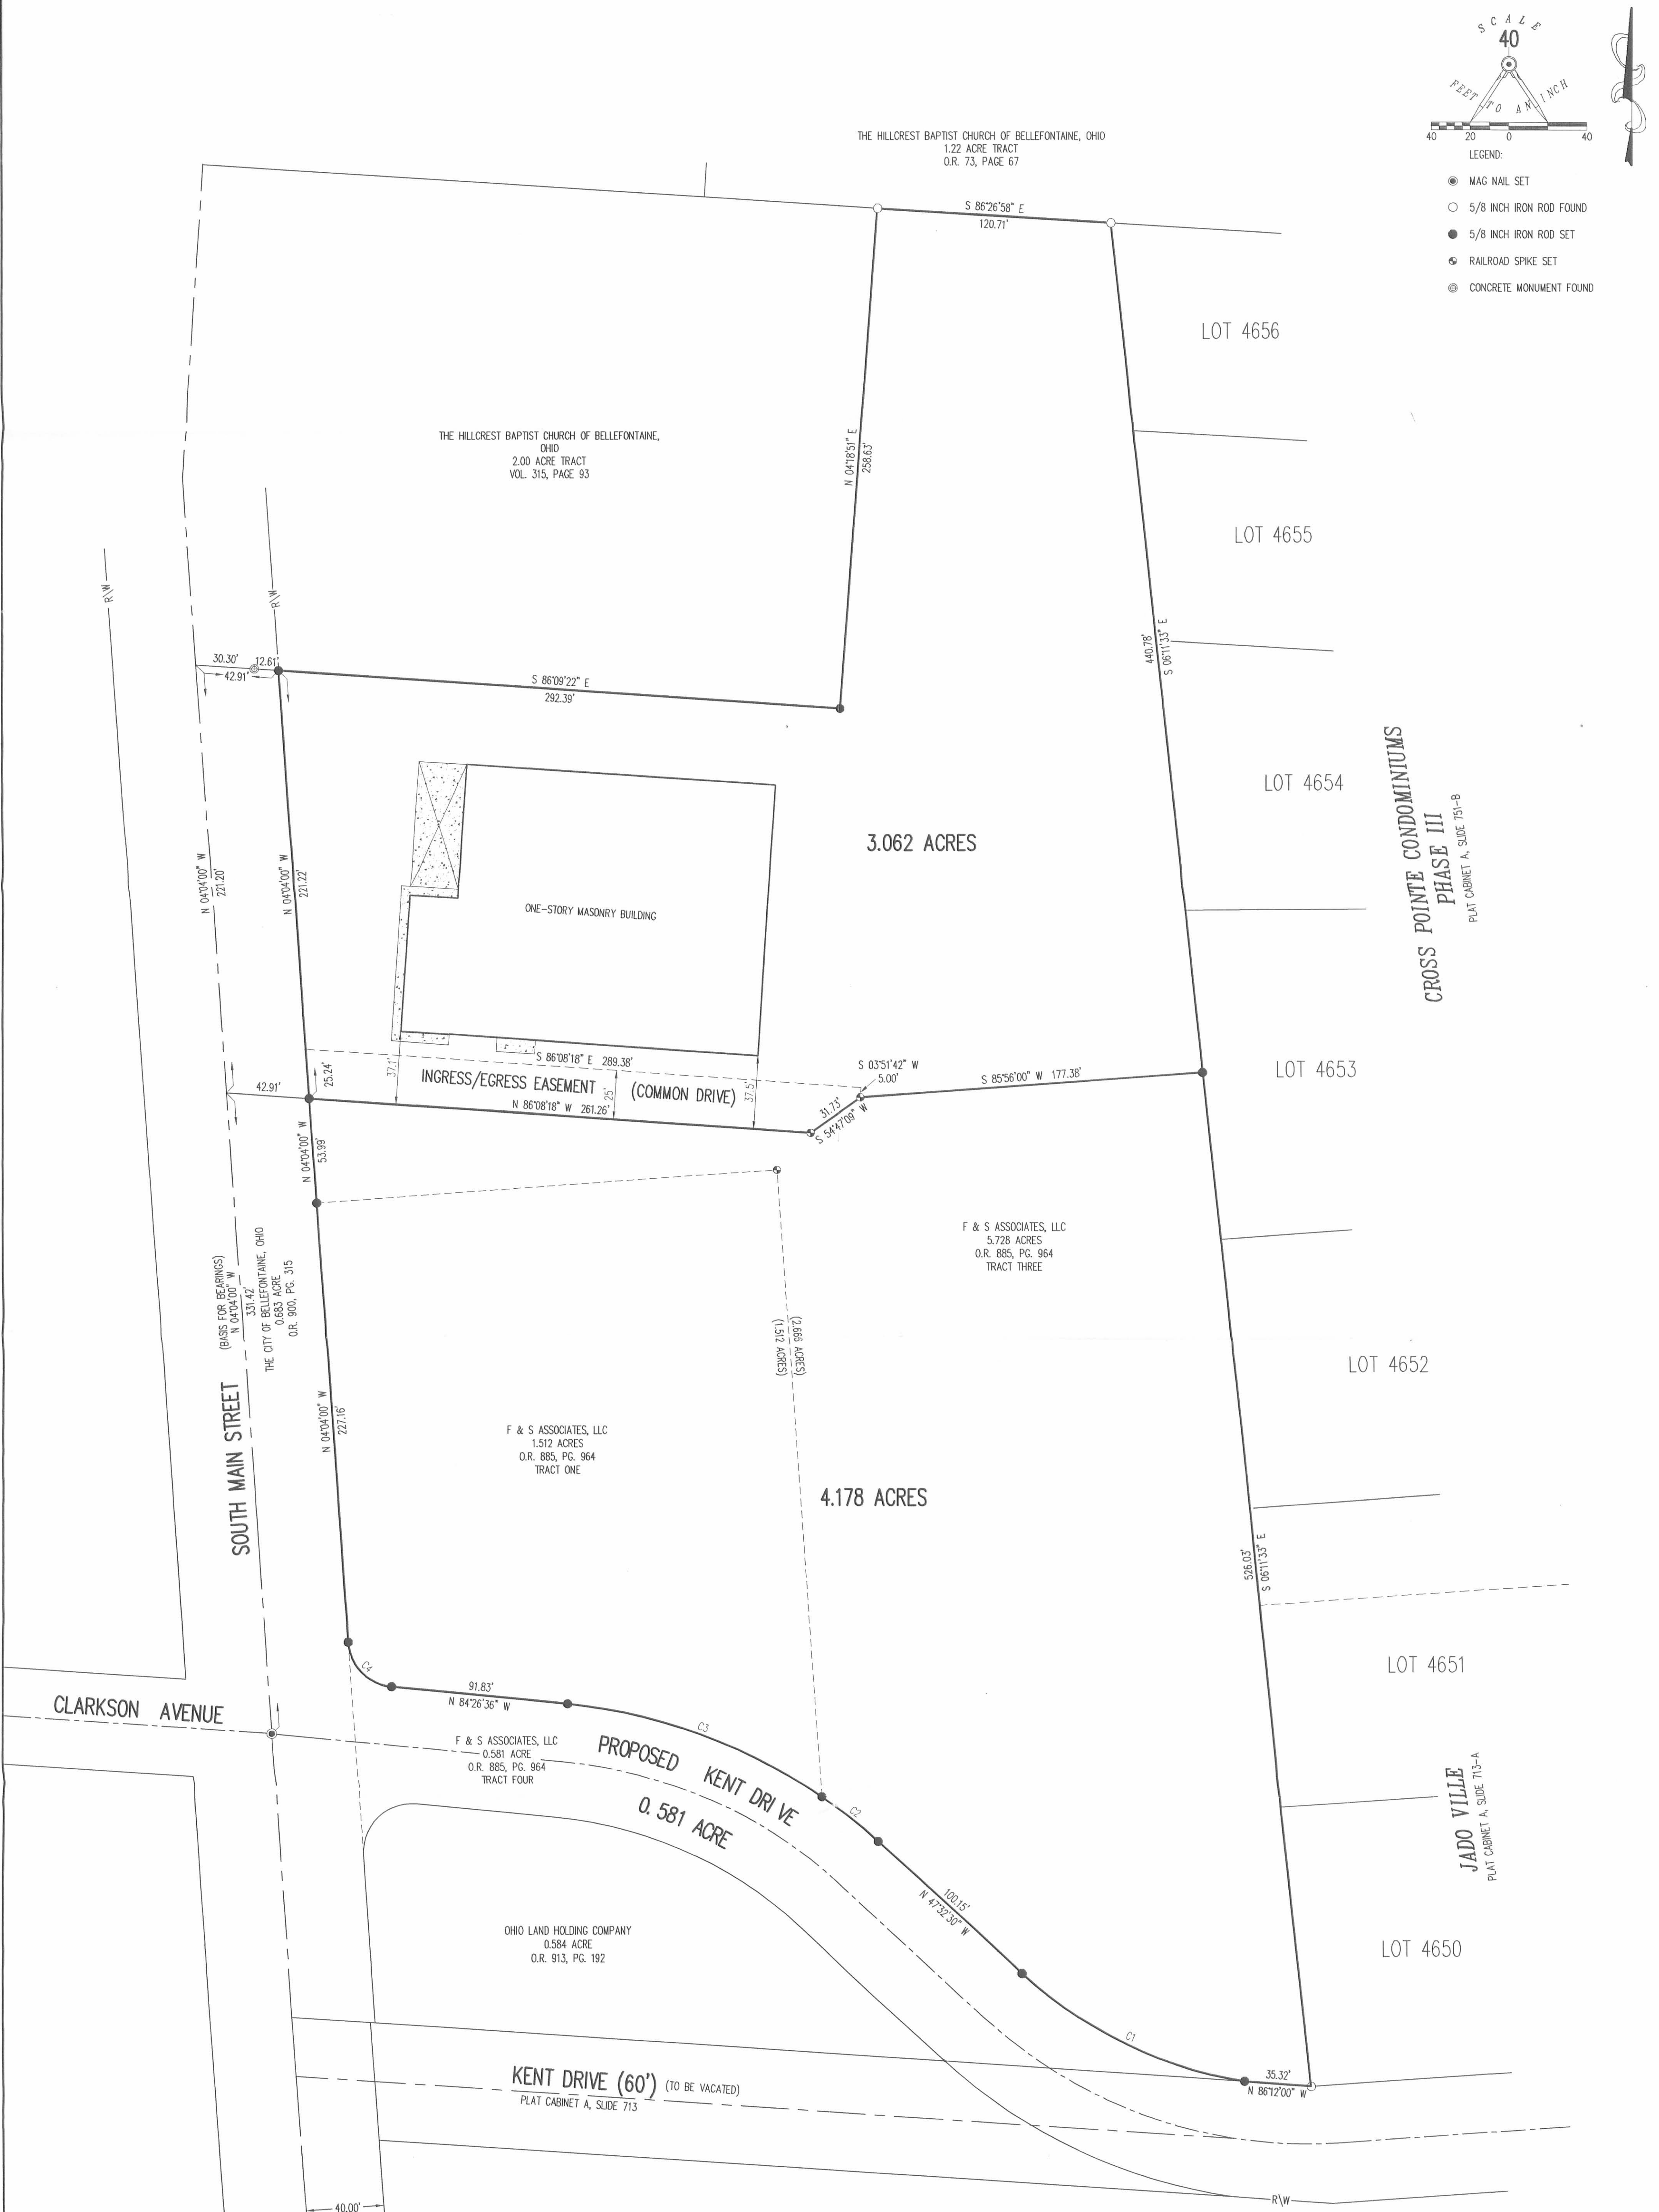 SCALE
40
FEET TO AN INCH
40 20 0 40
LEGEND:
MAG NAIL SET
5/8 INCH IRON ROD FOUND
5/8 INCH IRON ROD SET
RAILROAD SPIKE SET
CONCRETE MONUMENT FOUND
THE HILLCREST BAPTIST CHURCH OF BELLEFONTAINE, OHIO
1.22 ACRE TRACT
O.R. 73, PAGE 67
S 86°26'58" E
120.71'
LOT 4656
THE HILLCREST BAPTIST CHURCH OF BELLEFONTAINE,
OHIO
2.00 ACRE TRACT
VOL. 315, PAGE 93
N 04°18'51" E
258.63'
LOT 4655
R\W
R\W
440.78'
S 06°11'33" E
30.30'
12.61'
42.91'
S 86°09'22" E
292.39'
LOT 4654
CROSS POINTE CONDOMINIUMS
PHASE III
PLAT CABINET A, SLIDE 751-B
3.062 ACRES
N 04°04'00" W
221.20'
N 04°04'00" W
221.22'
ONE-STORY MASONRY BUILDING
S 86°08'18" E 289.38'
37.1'
25.24'
42.91'
INGRESS/EGRESS EASEMENT
25'
(COMMON DRIVE)
37.5'
N 86°08'18" W 261.26'
S 03°51'42" W
5.00'
S 85°56'00" W 177.38'
31.73'
S 54°47'09" W
LOT 4653
N 04°04'00" W
53.99'
F & S ASSOCIATES, LLC
5.728 ACRES
O.R. 885, PG. 964
TRACT THREE
(BASIS FOR BEARINGS)
N 04°04'00" W
331.42'
THE CITY OF BELLEFONTAINE, OHIO
0.683 ACRE
O.R. 900, PG. 315
(2.666 ACRES)
(1.512 ACRES)
LOT 4652
SOUTH MAIN STREET
N 04°04'00" W
227.16'
F & S ASSOCIATES, LLC
1.512 ACRES
O.R. 885, PG. 964
TRACT ONE
4.178 ACRES
526.03'
S 06°11'33" E
LOT 4651
C4
91.83'
N 84°26'36" W
CLARKSON AVENUE
C3
F & S ASSOCIATES, LLC
0.581 ACRE
O.R. 885, PG. 964
TRACT FOUR
PROPOSED KENT DRIVE
0.581 ACRE
C2
JADO VILLE
PLAT CABINET A, SLIDE 713-A
100.15'
N 47°32'30" W
OHIO LAND HOLDING COMPANY
0.584 ACRE
O.R. 913, PG. 192
LOT 4650
C1
35.32'
N 86°12'00" W
KENT DRIVE (60') (TO BE VACATED)
PLAT CABINET A, SLIDE 713
R\W
40.00'